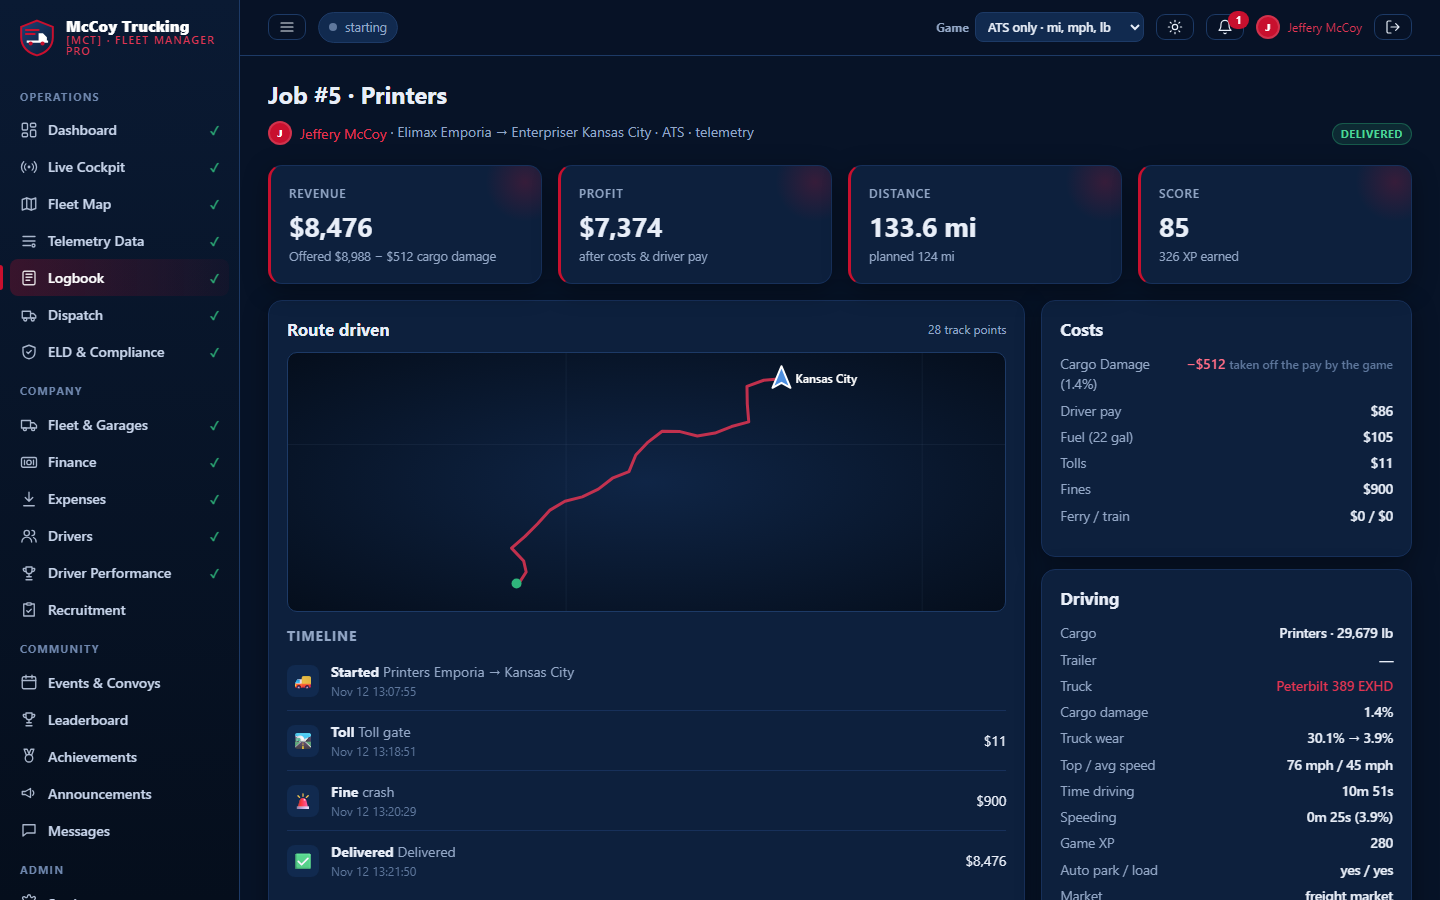 McCoy Trucking
[MCT] · FLEET MANAGER
PRO
OPERATIONS
Dashboard
Live Cockpit
Fleet Map
Telemetry Data
Logbook
Dispatch
ELD & Compliance
COMPANY
Fleet & Garages
Finance
Expenses
Drivers
Driver Performance
Recruitment
COMMUNITY
Events & Convoys
Leaderboard
Achievements
Announcements
Messages
ADMIN
starting
Game
ATS only · mi, mph, lb
1
J
Jeffery McCoy
Job #5 · Printers
J
Jeffery McCoy · Elimax Emporia → Enterpriser Kansas City · ATS · telemetry
DELIVERED
REVENUE
$8,476
Offered $8,988 − $512 cargo damage
PROFIT
$7,374
after costs & driver pay
DISTANCE
133.6 mi
planned 124 mi
SCORE
85
326 XP earned
Route driven
28 track points
Kansas City
TIMELINE
Started Printers Emporia → Kansas City
Nov 12 13:07:55
Toll Toll gate
Nov 12 13:18:51
$11
Fine crash
Nov 12 13:20:29
$900
Delivered Delivered
Nov 12 13:21:50
$8,476
Costs
Cargo Damage (1.4%) −$512 taken off the pay by the game
Driver pay $86
Fuel (22 gal) $105
Tolls $11
Fines $900
Ferry / train $0 / $0
Driving
Cargo Printers · 29,679 lb
Trailer —
Truck Peterbilt 389 EXHD
Cargo damage 1.4%
Truck wear 30.1% → 3.9%
Top / avg speed 76 mph / 45 mph
Time driving 10m 51s
Speeding 0m 25s (3.9%)
Game XP 280
Auto park / load yes / yes
Market freight market